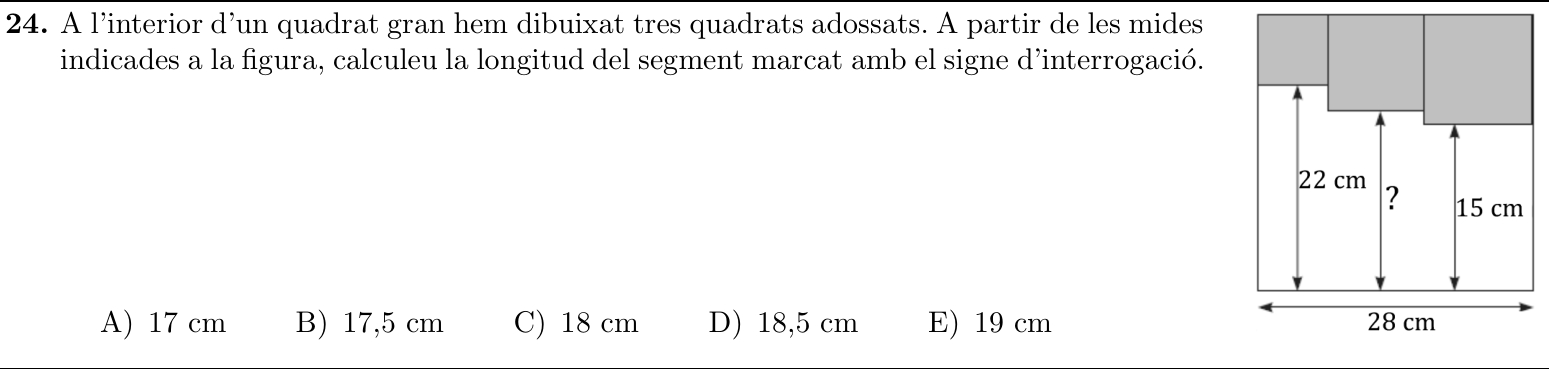 24. A l'interior d'un quadrat gran hem dibuixat tres quadrats adossats. A partir de les mides
indicades a la figura, calculeu la longitud del segment marcat amb el signe d'interrogació.
22 cm
?
15 cm
28 cm
A) 17 cm B) 17,5 cm C) 18 cm D) 18,5 cm E) 19 cm